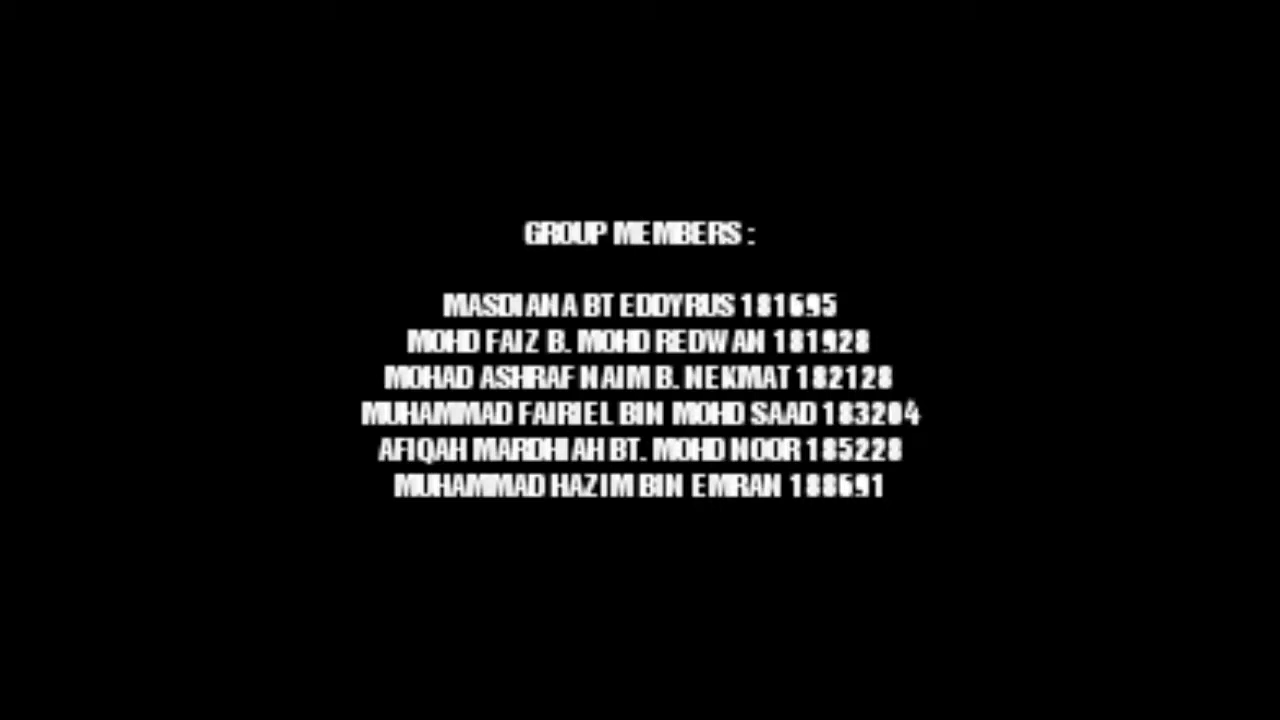 GROUP MEMBERS :
MASDIANA BT EDDYRUS 181695
MOHD FAIZ B. MOHD REDWAN 181928
MOHAD ASHRAF NAIM B. NEKMAT 182128
MUHAMMAD FAIRIEL BIN MOHD SAAD 183204
AFIQAH MARDHIAH BT. MOHD NOOR 185228
MUHAMMAD HAZIM BIN EMRAN 188691